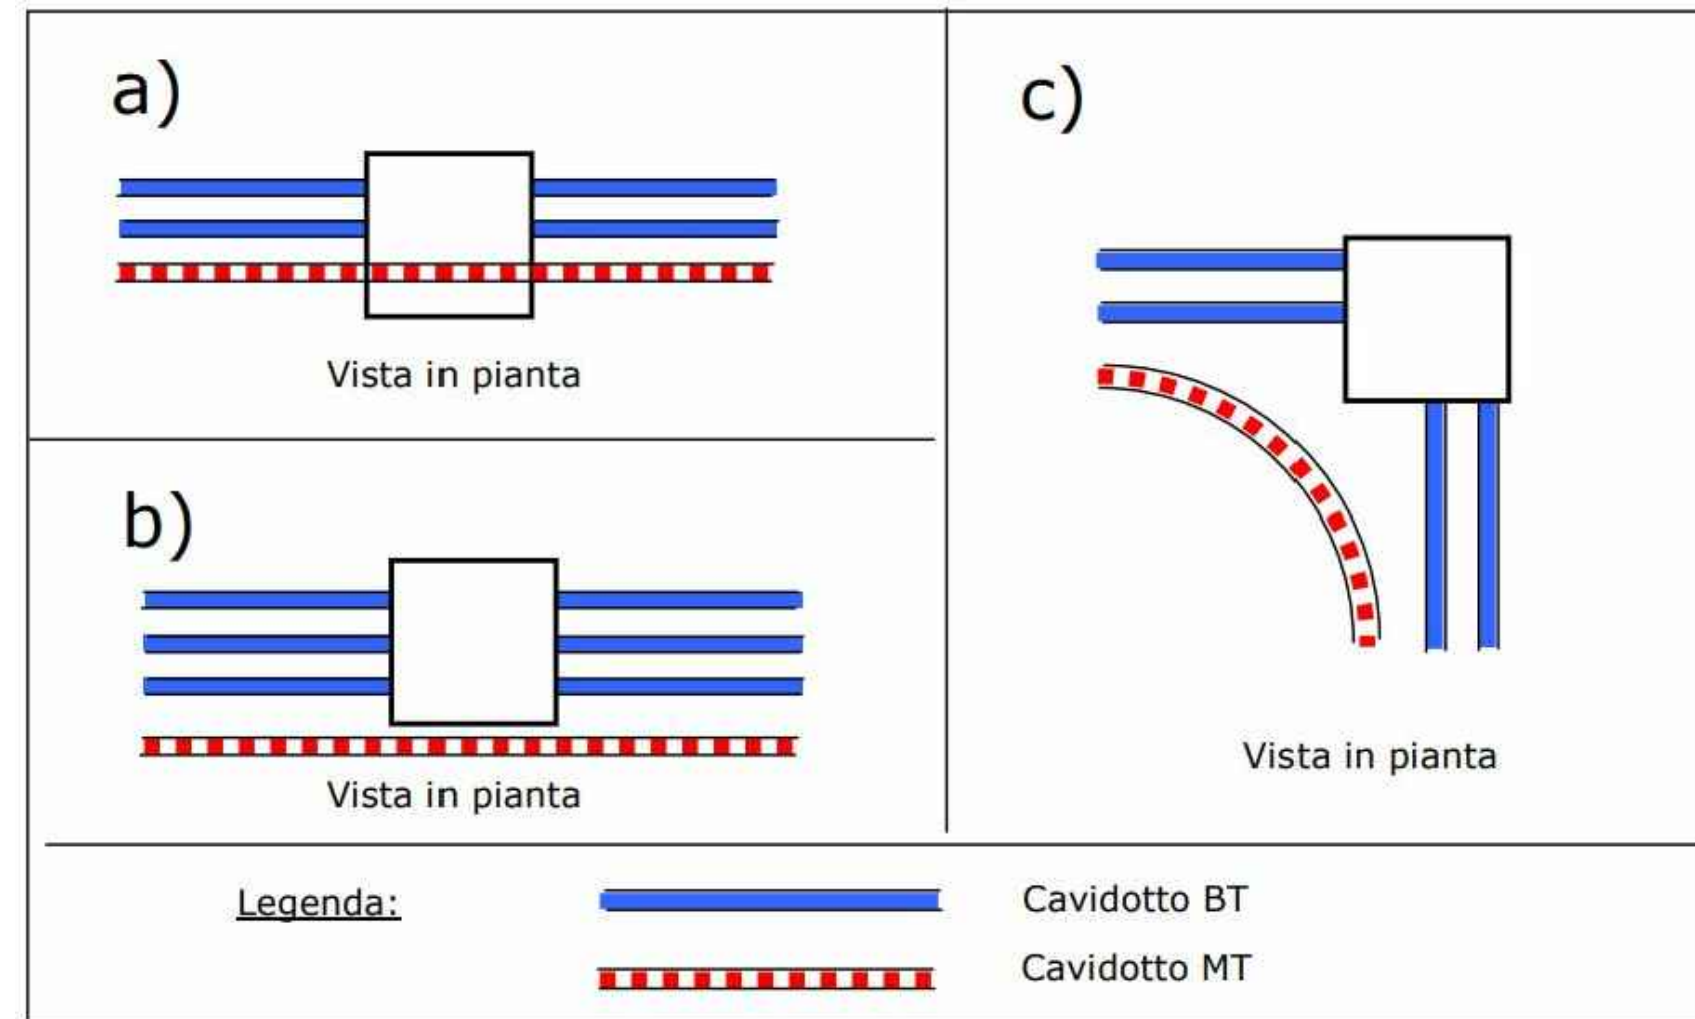 a)
Vista in pianta
b)
Vista in pianta
c)
Vista in pianta
Legenda:
Cavidotto BT
Cavidotto MT